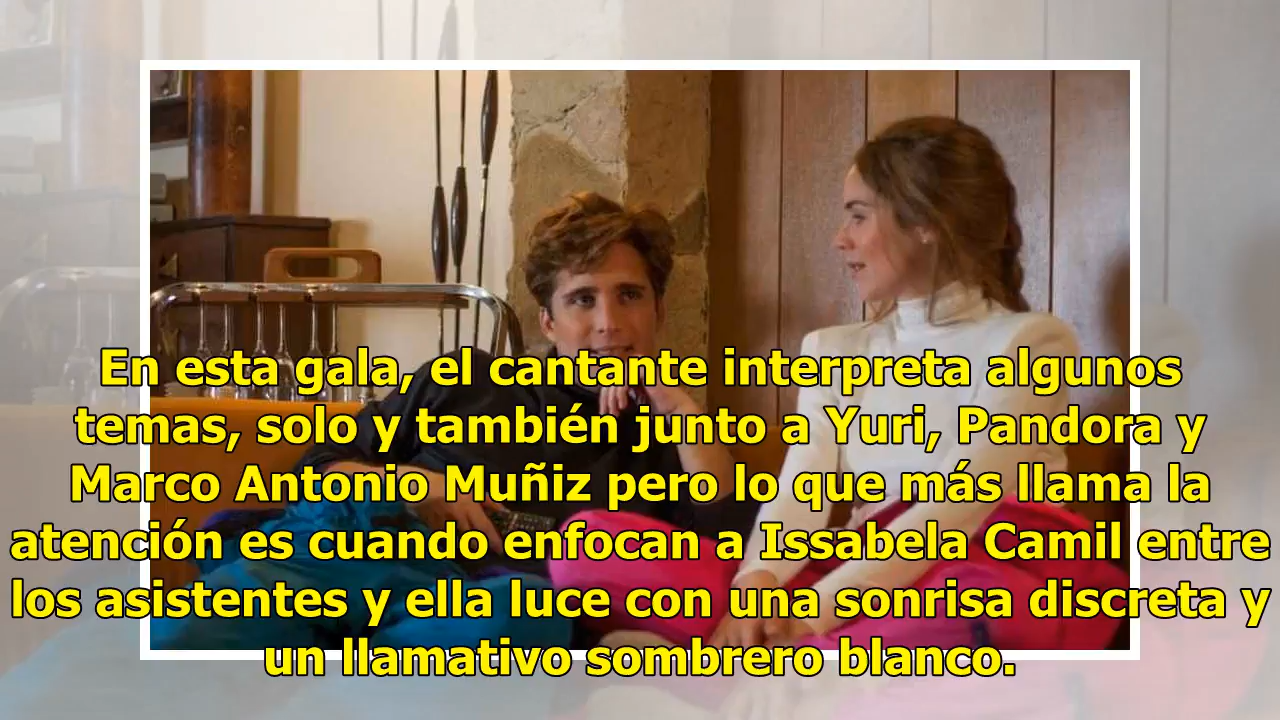 En esta gala, el cantante interpreta algunos
temas, solo y también junto a Yuri, Pandora y
Marco Antonio Muñiz pero lo que más llama la
atención es cuando enfocan a Issabela Camil entre
los asistentes y ella luce con una sonrisa discreta y
un llamativo sombrero blanco.